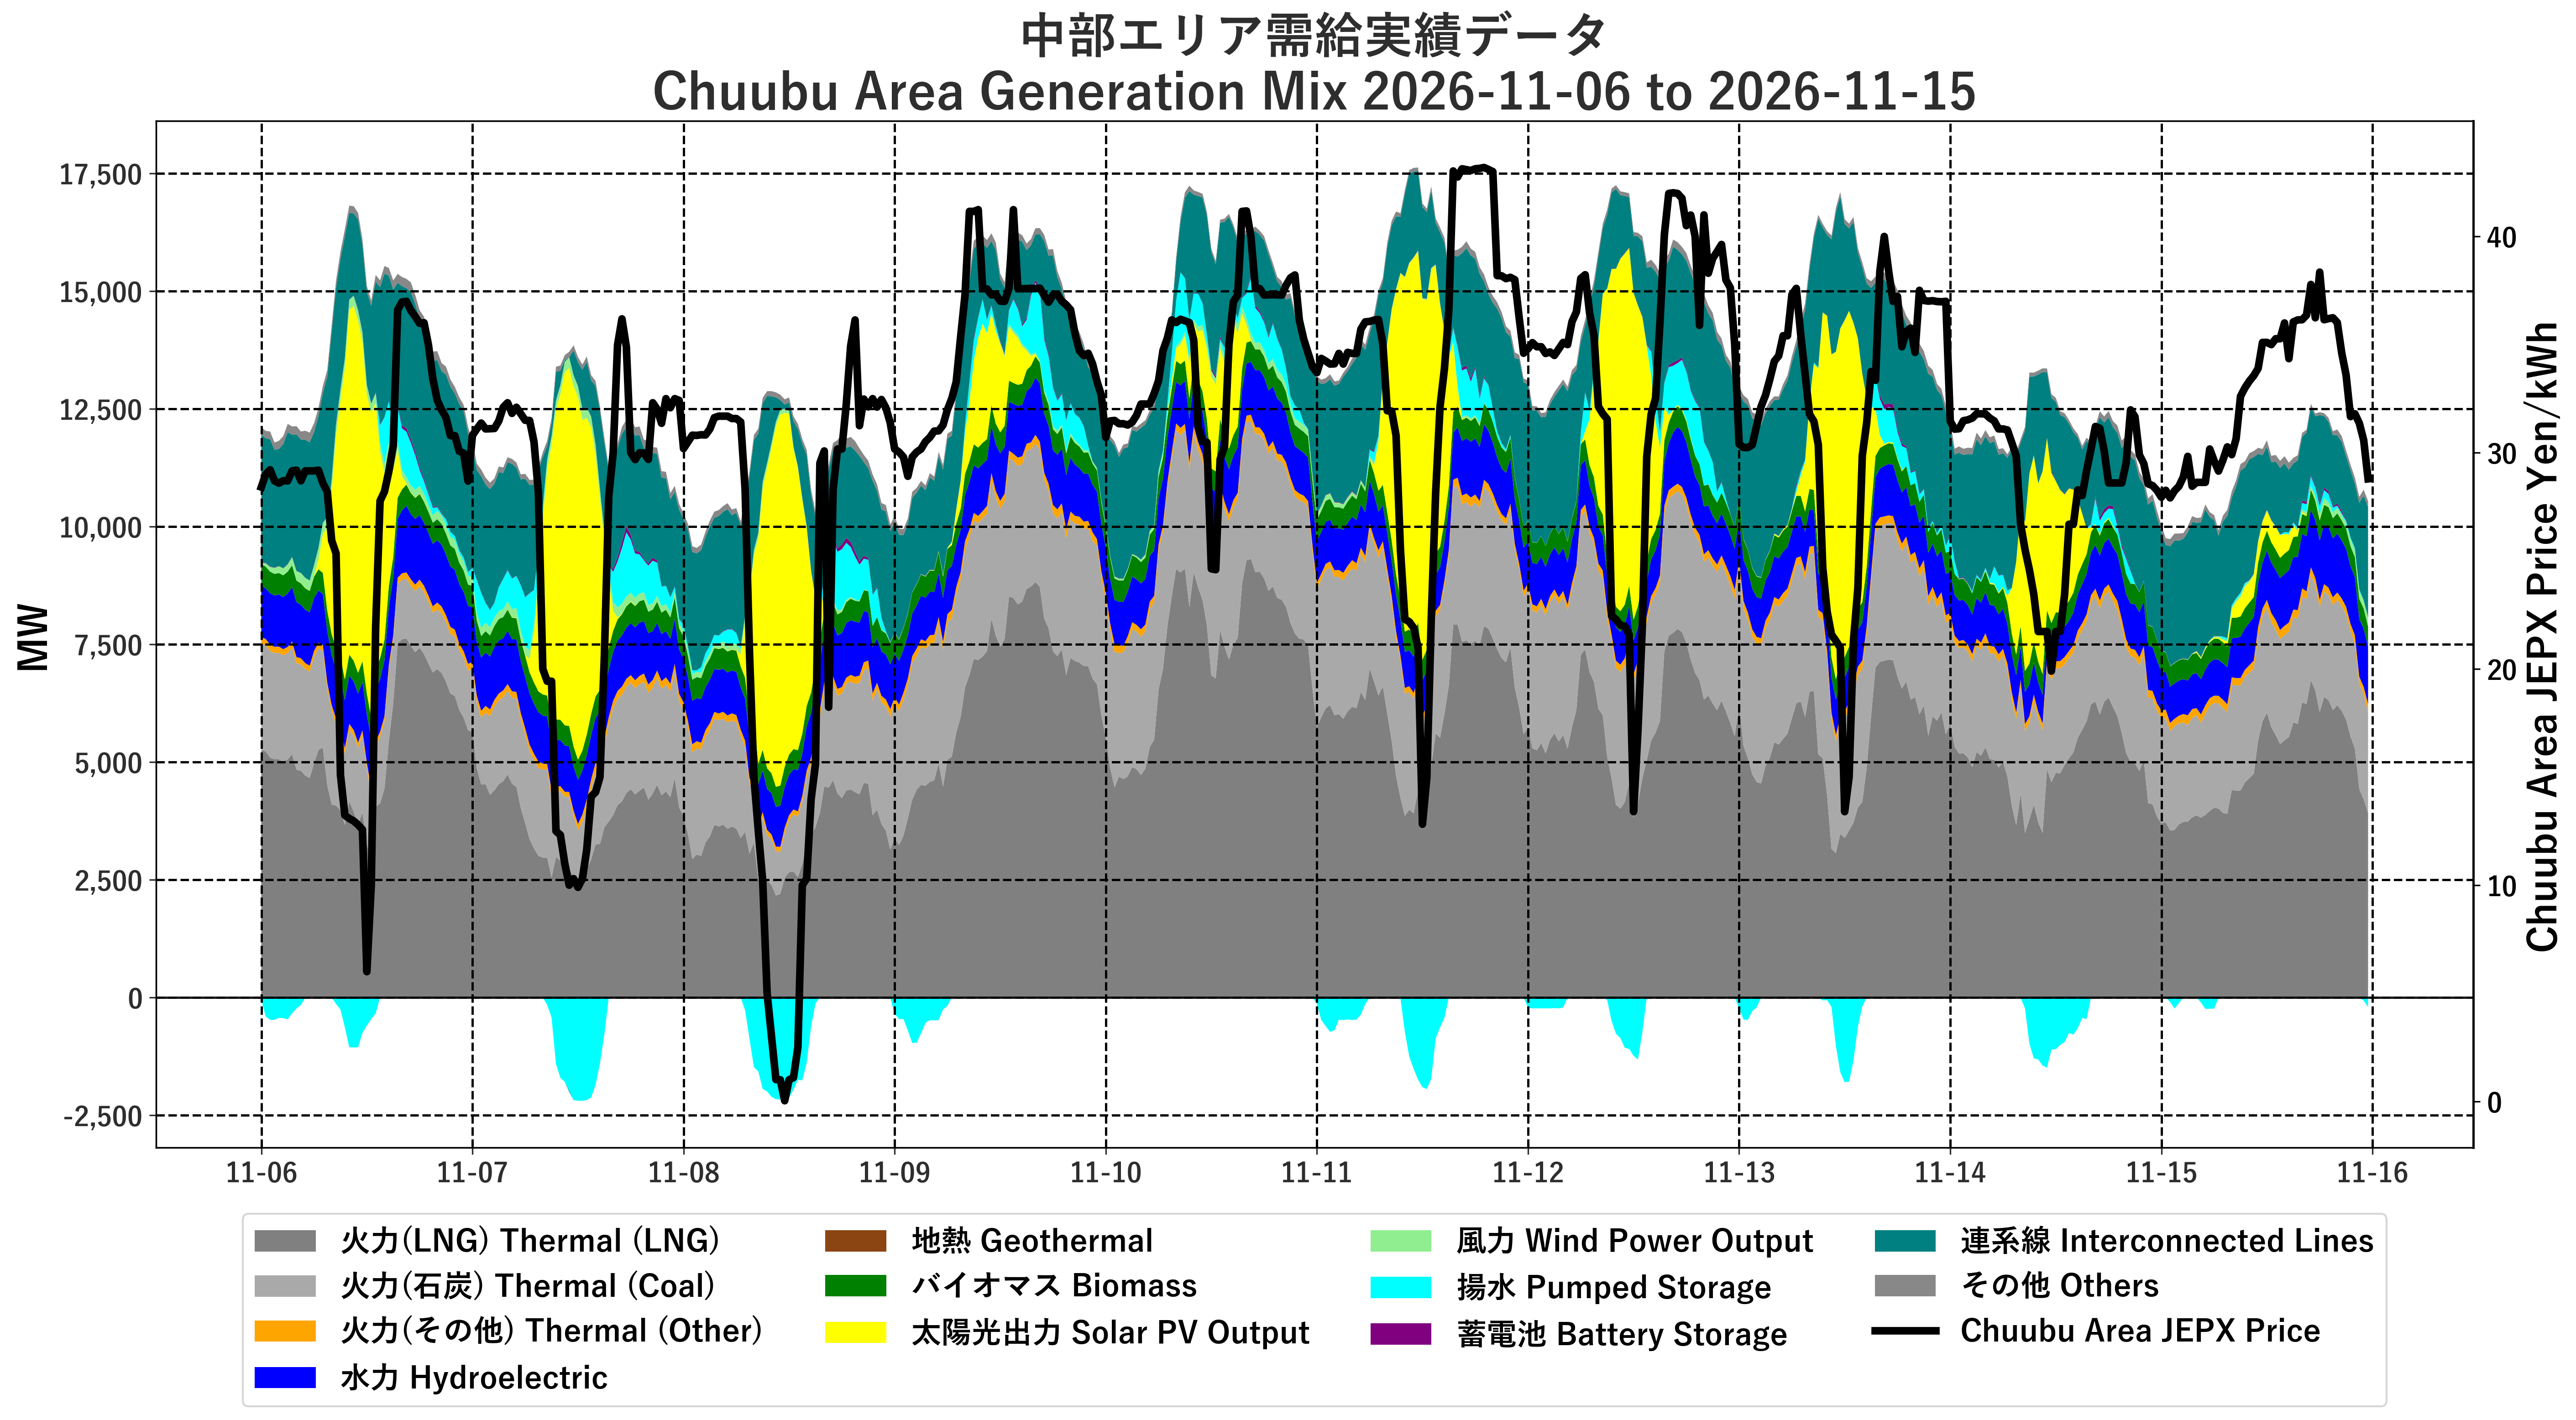 中部エリア需給実績データ
Chuubu Area Generation Mix 2026-11-06 to 2026-11-15
MW
17,500
15,000
12,500
10,000
7,500
5,000
2,500
0
-2,500
40
30
20
10
0
Chuubu Area JEPX Price Yen/kWh
11-06
11-07
11-08
11-09
11-10
11-11
11-12
11-13
11-14
11-15
11-16
火力(LNG) Thermal (LNG)
火力(石炭) Thermal (Coal)
火力(その他) Thermal (Other)
水力 Hydroelectric
地熱 Geothermal
バイオマス Biomass
太陽光出力 Solar PV Output
風力 Wind Power Output
揚水 Pumped Storage
蓄電池 Battery Storage
連系線 Interconnected Lines
その他 Others
Chuubu Area JEPX Price